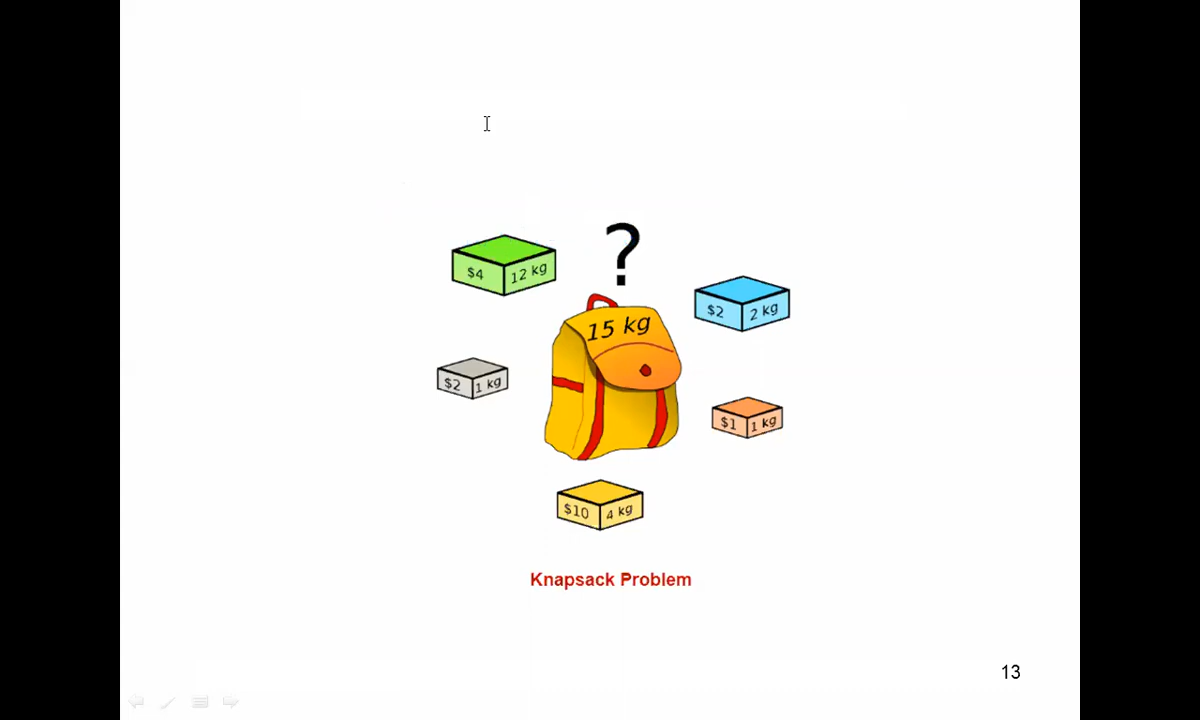 ?
$4 12 kg
15 kg
$2 2 kg
$2 1 kg
$1 1 kg
$10 4 kg
Knapsack Problem
13